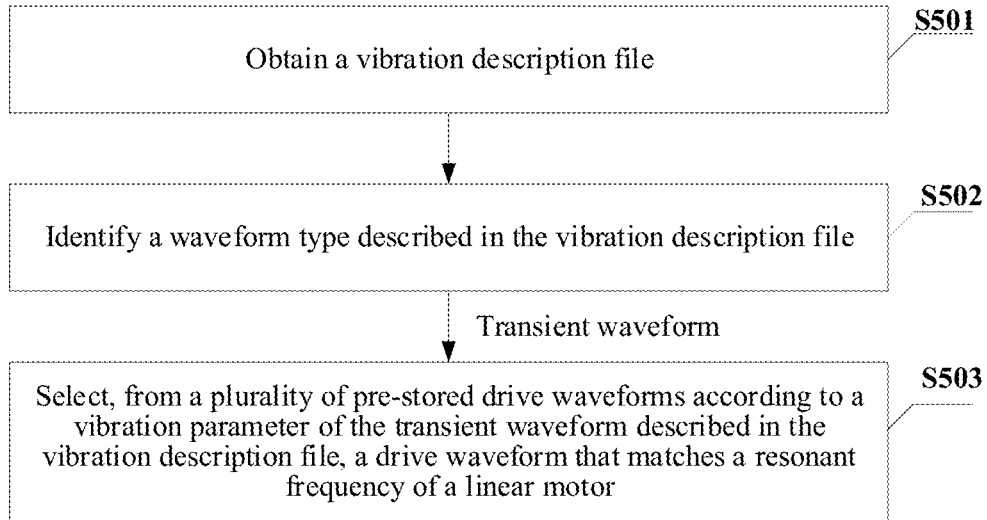 S501
Obtain a vibration description file
S502
Identify a waveform type described in the vibration description file
Transient waveform
S503
Select, from a plurality of pre-stored drive waveforms according to a
vibration parameter of the transient waveform described in the
vibration description file, a drive waveform that matches a resonant
frequency of a linear motor